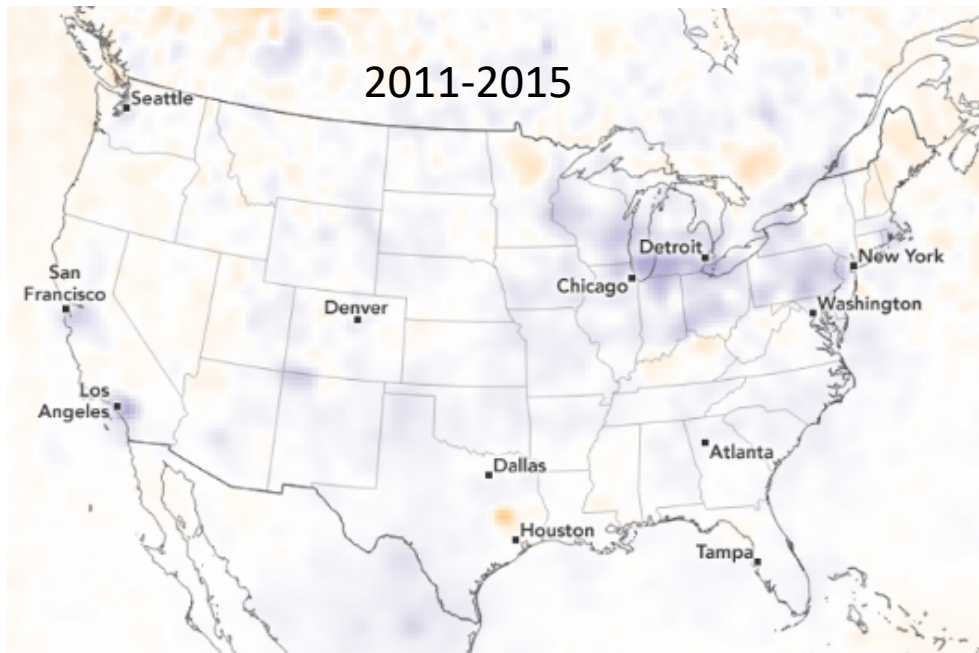 2011-2015
Seattle
Detroit
New York
San
Francisco
Chicago
Denver
Washington
Los
Angeles
Atlanta
Dallas
Houston
Tampa